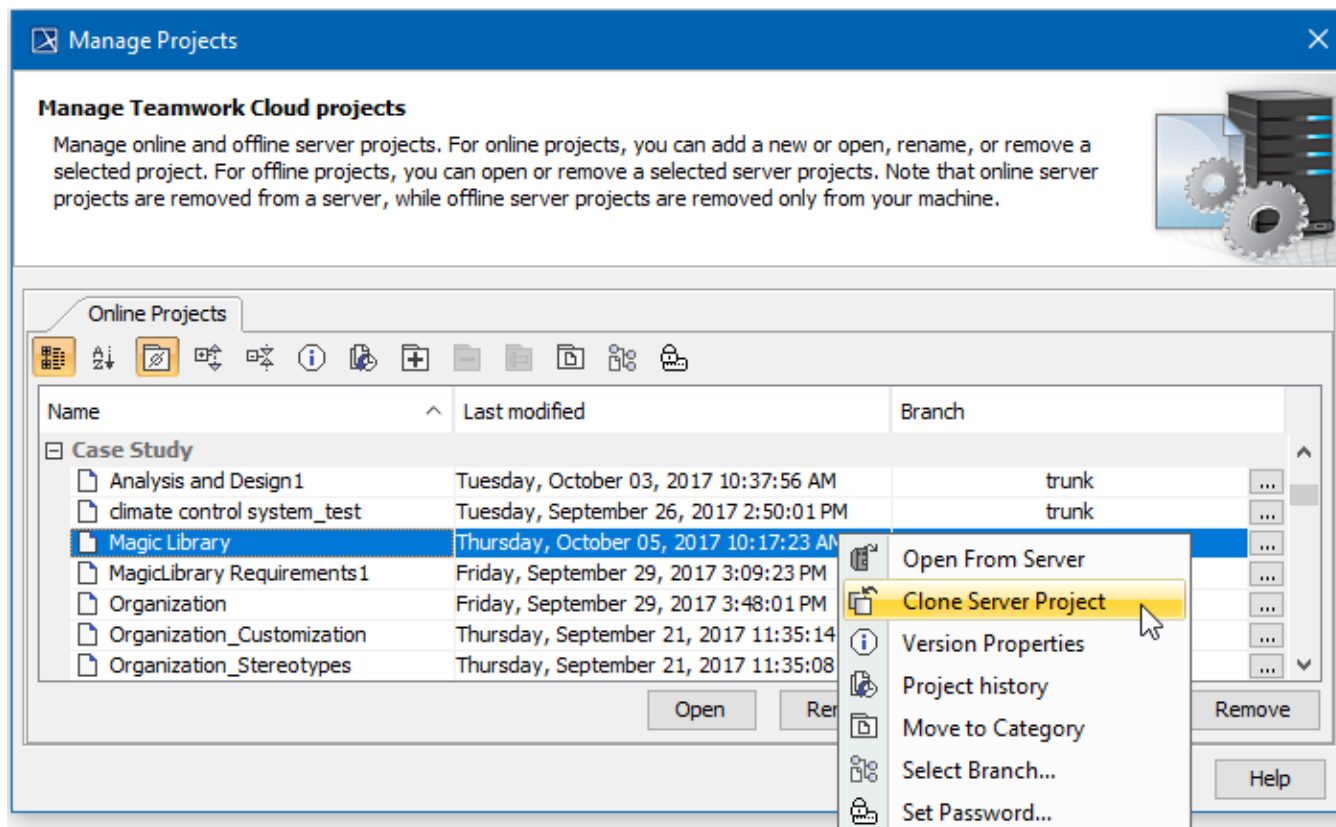 Manage Projects
Manage Teamwork Cloud projects
Manage online and offline server projects. For online projects, you can add a new or open, rename, or remove a
selected project. For offline projects, you can open or remove a selected server projects. Note that online server
projects are removed from a server, while offline server projects are removed only from your machine.
Online Projects
Name Last modified Branch
Case Study
Analysis and Design1 Tuesday, October 03, 2017 10:37:56 AM trunk ...
climate control system_test Tuesday, September 26, 2017 2:50:01 PM trunk ...
Magic Library Thursday, October 05, 2017 10:17:23 AM ...
MagicLibrary Requirements1 Friday, September 29, 2017 3:09:23 PM ...
Organization Friday, September 29, 2017 3:48:01 PM ...
Organization_Customization Thursday, September 21, 2017 11:35:14 ...
Organization_Stereotypes Thursday, September 21, 2017 11:35:08 ...
Open From Server
Clone Server Project
Version Properties
Project history
Move to Category
Select Branch...
Set Password...
Open Remove
Help